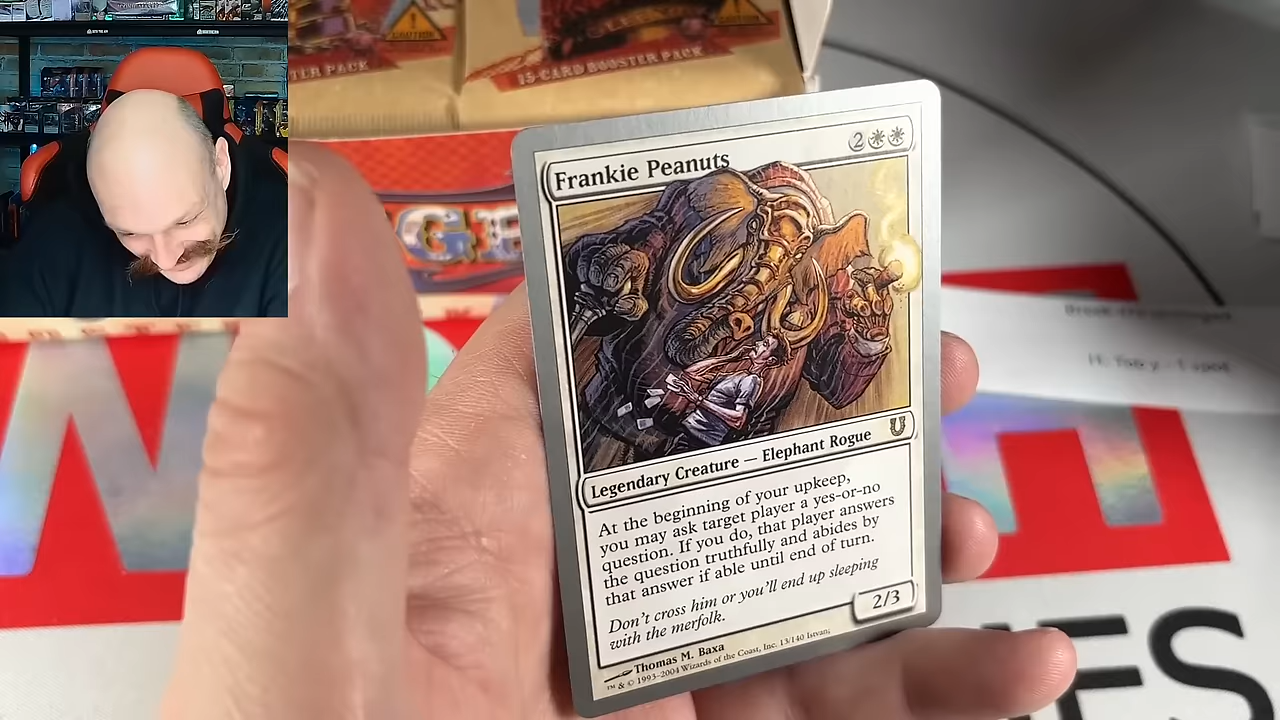 TLR PACK
15-CARD BOOSTER PACK
Frankie Peanuts
2
Legendary Creature — Elephant Rogue
At the beginning of your upkeep,
you may ask target player a yes-or-no
question. If you do, that player answers
the question truthfully and abides by
that answer if able until end of turn.
Don't cross him or you'll end up sleeping
with the merfolk.
2/3
Thomas M. Baxa
™ & © 1993–2004 Wizards of the Coast, Inc. 13/140 Istvan,